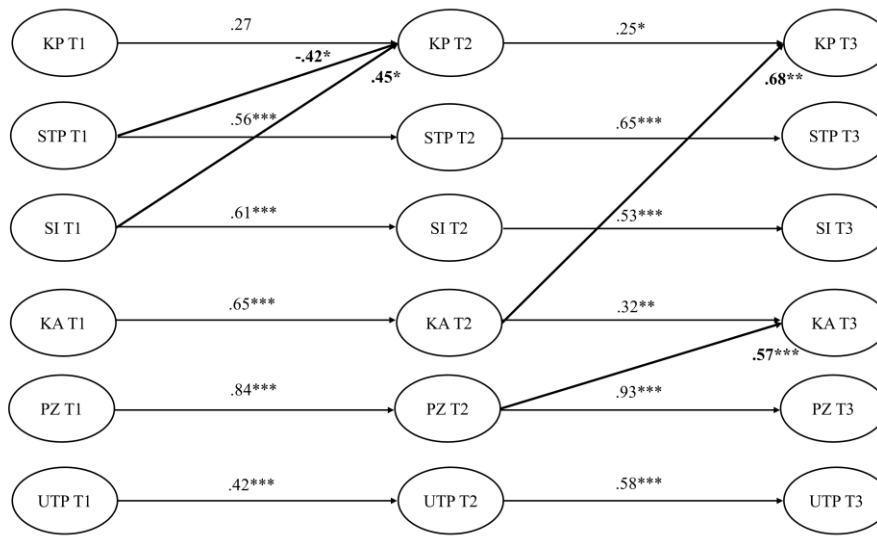 KP T1 .27 KP T2 .25* KP T3
-.42*
.45* .68**
STP T1 .56*** STP T2 .65*** STP T3
SI T1 .61*** SI T2 .53*** SI T3
KA T1 .65*** KA T2 .32** KA T3
.57***
PZ T1 .84*** PZ T2 .93*** PZ T3
UTP T1 .42*** UTP T2 .58*** UTP T3